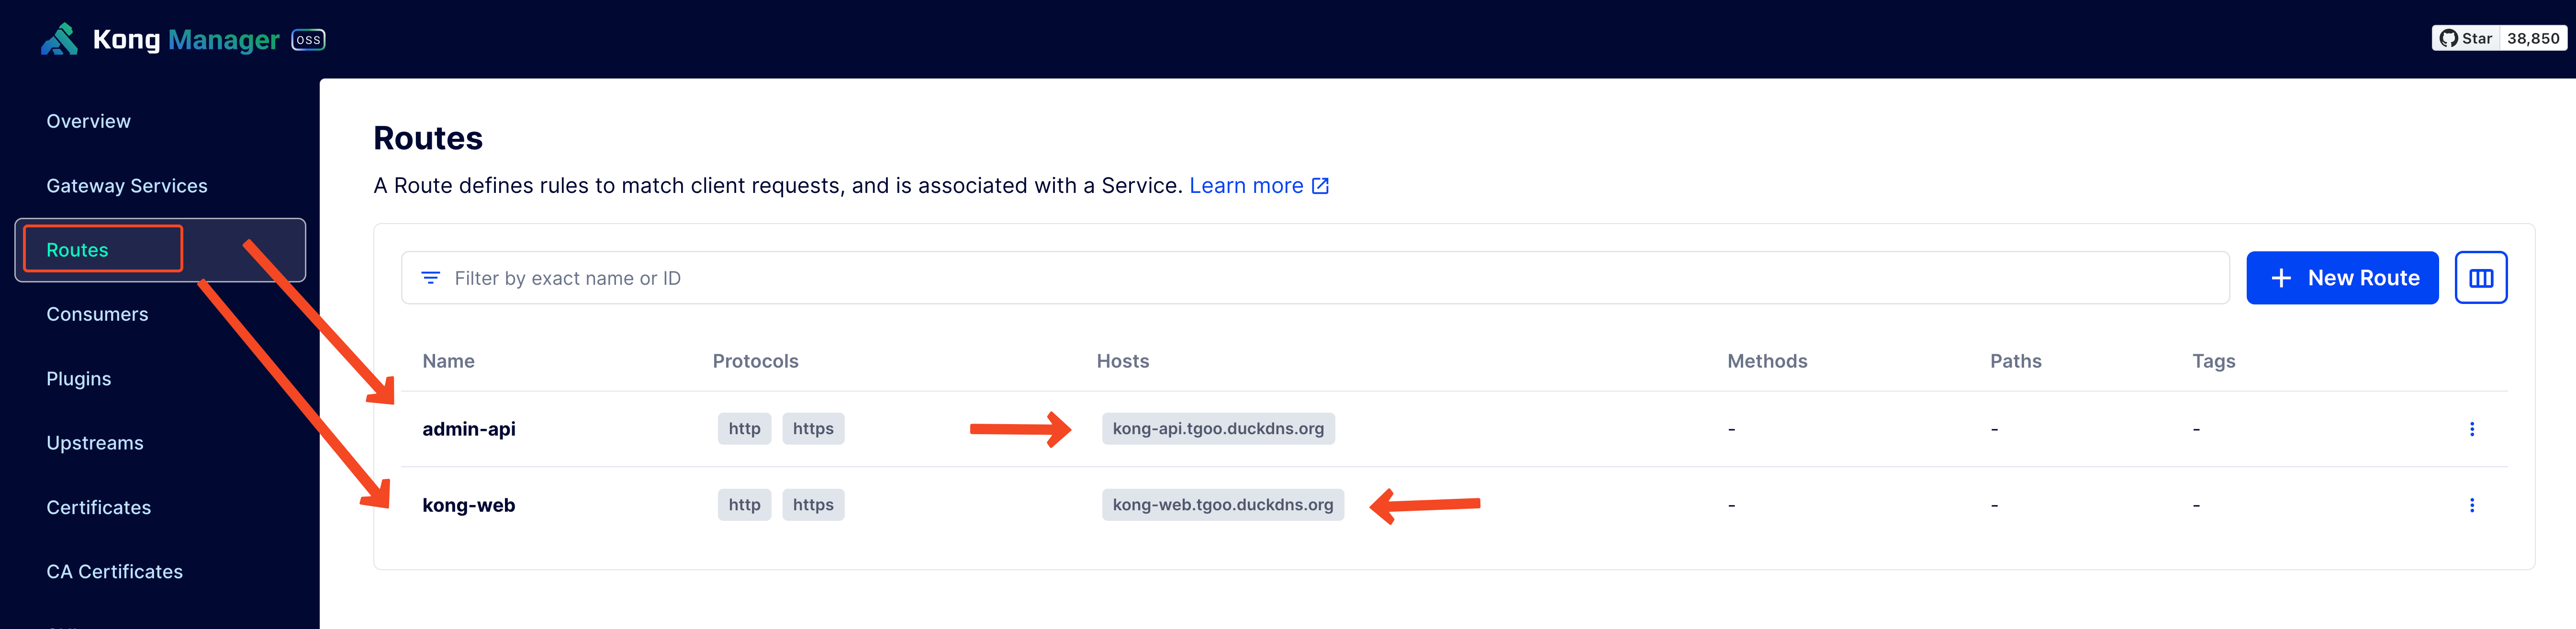 Kong Manager OSS
Star 38,850
Overview
Gateway Services
Routes
Consumers
Plugins
Upstreams
Certificates
CA Certificates
Routes
A Route defines rules to match client requests, and is associated with a Service. Learn more
Filter by exact name or ID
+ New Route
Name Protocols Hosts Methods Paths Tags
admin-api http https kong-api.tgoo.duckdns.org - - -
kong-web http https kong-web.tgoo.duckdns.org - - -